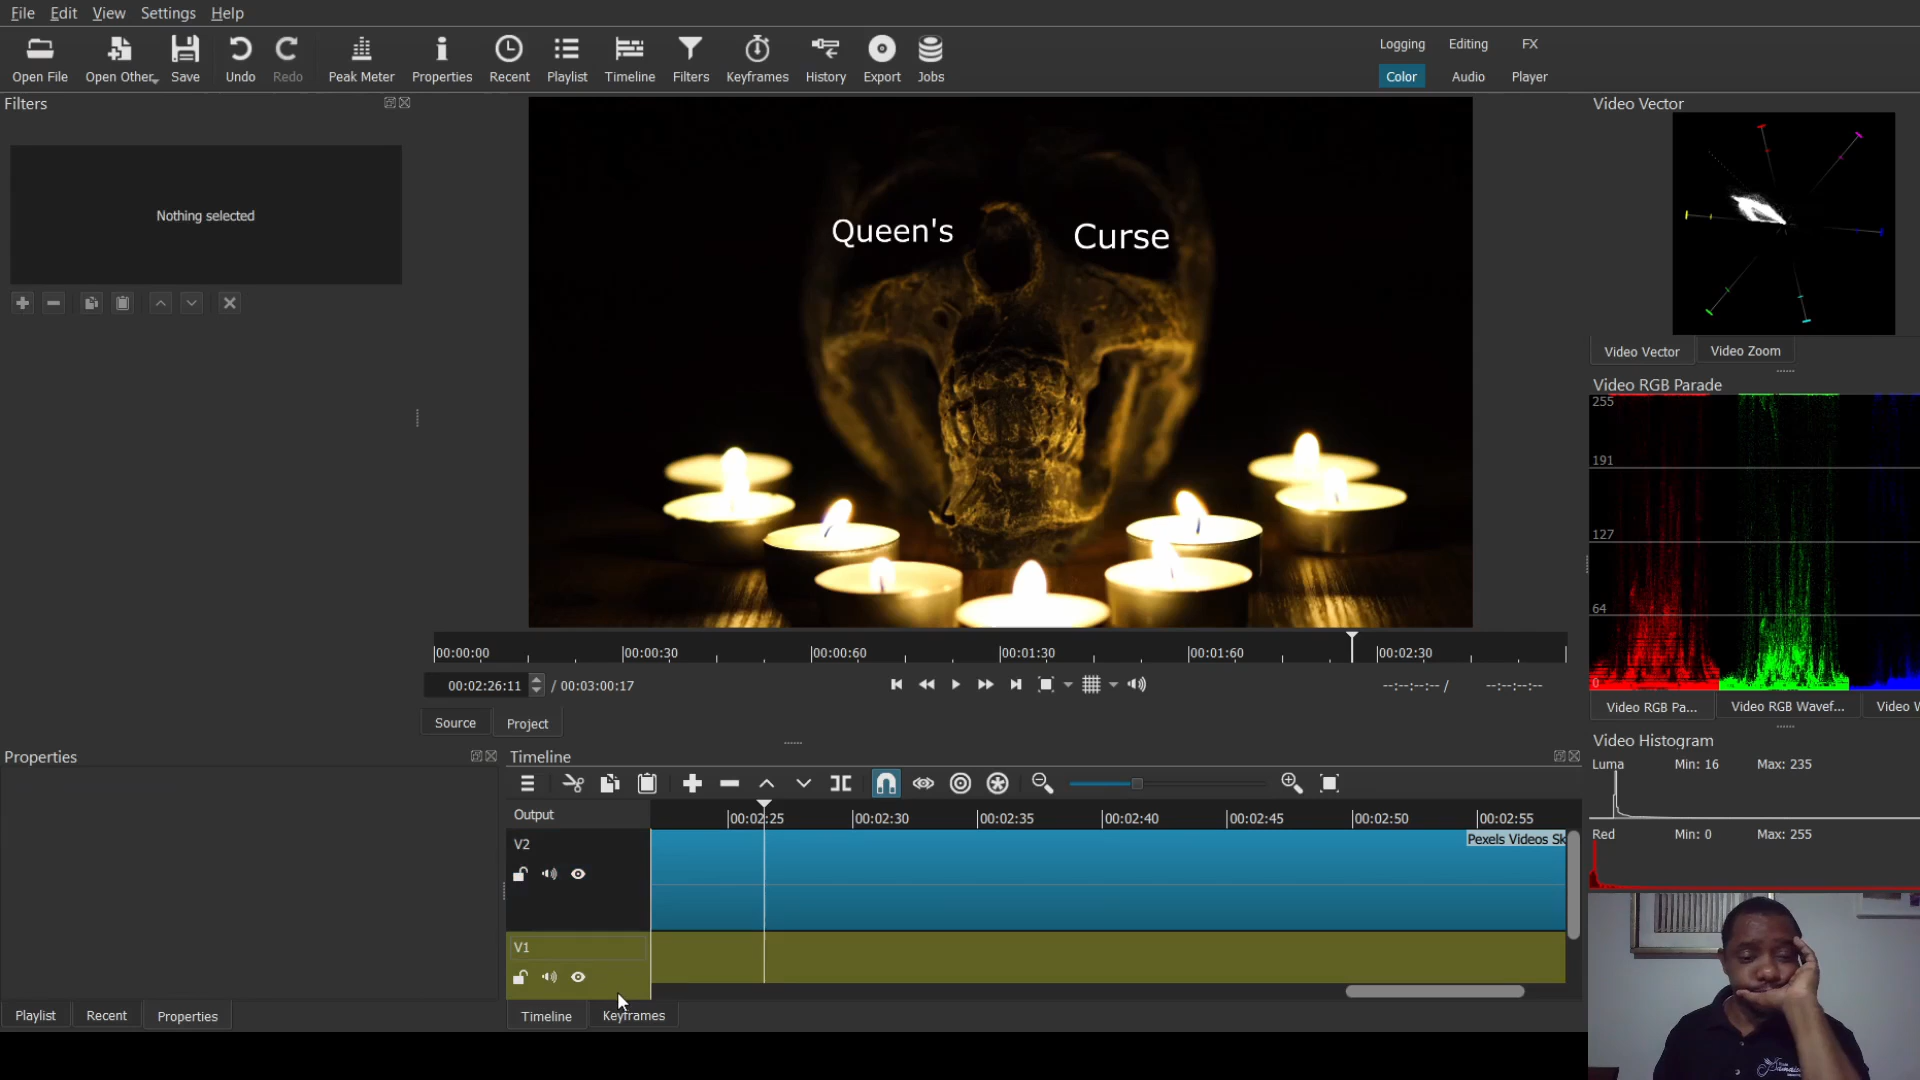 File Edit View Settings Help
Open File Open Other... Save Undo Redo Peak Meter Properties Recent Playlist Timeline Filters Keyframes History Export Jobs
Logging Editing FX
Color Audio Player
Filters
Nothing selected
Queen's Curse
Video Vector
Video Vector Video Zoom
Video RGB Parade
255
191
127
64
0
Video RGB Pa... Video RGB Wavef... Video W
|00:00:00 |00:00:30 |00:00:60 |00:01:30 |00:01:60 |00:02:30
00:02:26:11 / 00:03:00:17 --:--:--:-- / --:--:--:--
Source Project
Properties
Timeline
Output
|00:02:25 |00:02:30 |00:02:35 |00:02:40 |00:02:45 |00:02:50 |00:02:55
V2
Pexels Videos Sk
V1
Playlist Recent Properties
Timeline Keyframes
Video Histogram
Luma Min: 16 Max: 235
Red Min: 0 Max: 255